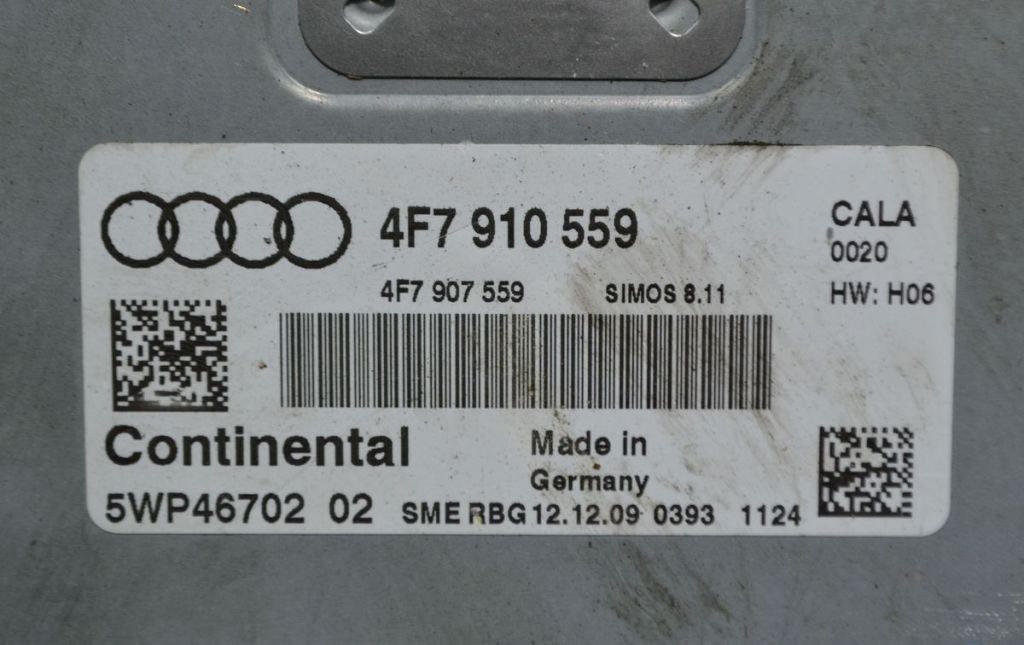 4F7 910 559
CALA
0020
4F7 907 559 SIMOS 8.11
HW: H06
Continental
Made in
Germany
5WP46702 02 SME RBG 12.12.09 0393 1124